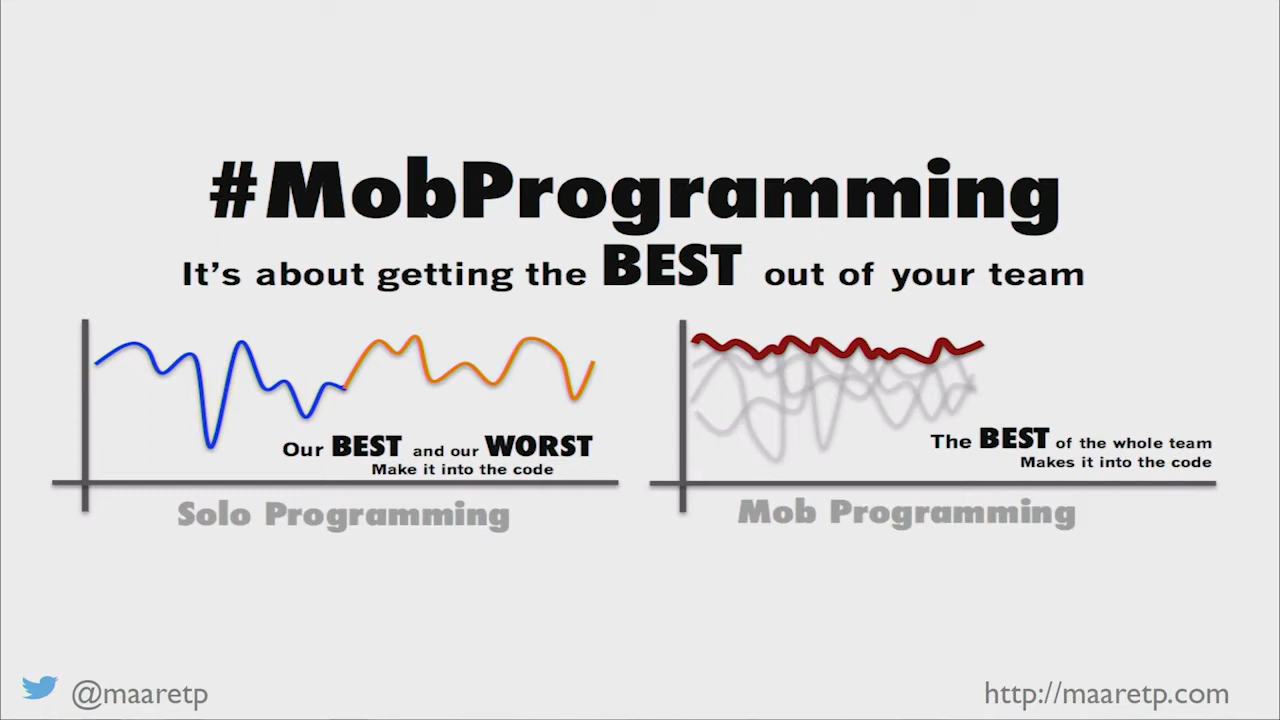 #MobProgramming
It's about getting the BEST out of your team
Our BEST and our WORST
Make it into the code
Solo Programming
The BEST of the whole team
Makes it into the code
Mob Programming
@maaretp
http://maaretp.com